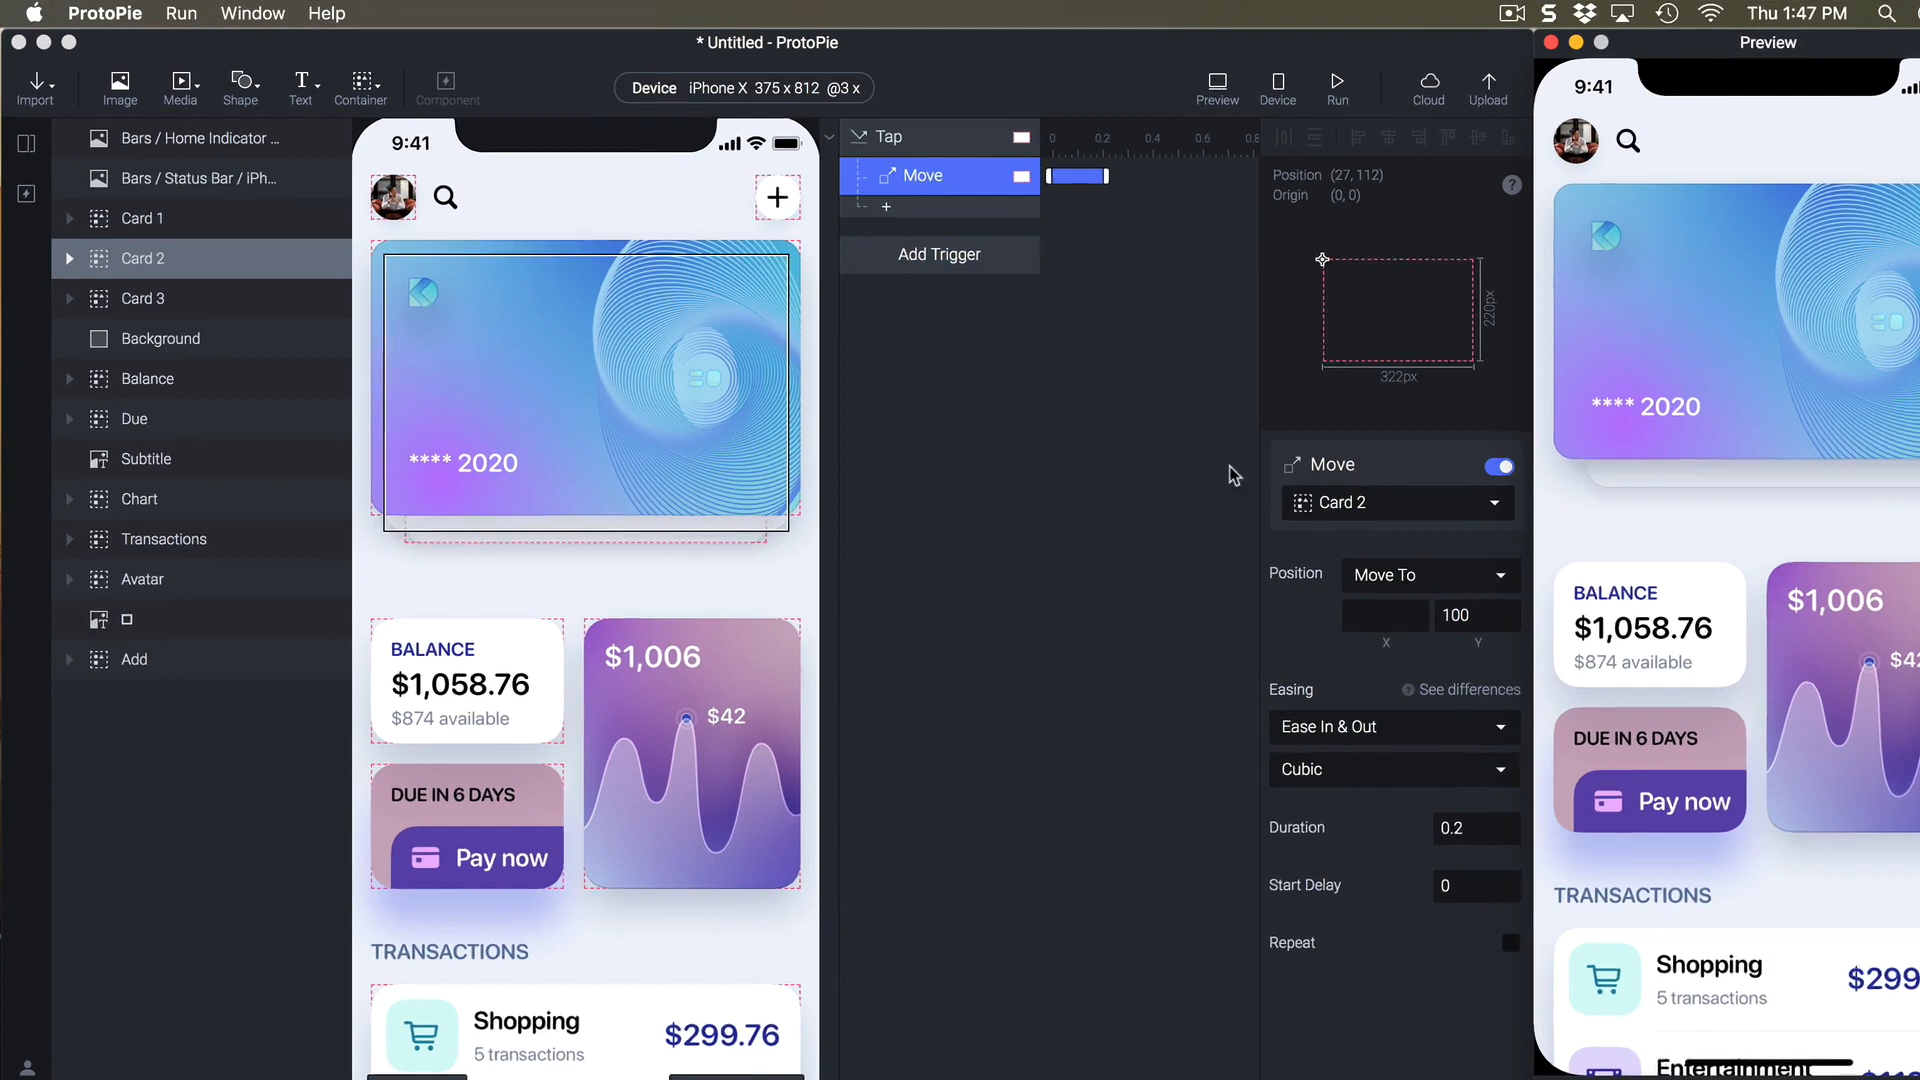 ProtoPie Run Window Help
Thu 1:47 PM
* Untitled - ProtoPie
Preview
Import
Image
Media
Shape
Text
Container
Component
Device iPhone X 375 x 812 @3 x
Preview
Device
Run
Cloud
Upload
Bars / Home Indicator ...
Bars / Status Bar / iPh...
Card 1
Card 2
Card 3
Background
Balance
Due
Subtitle
Chart
Transactions
Avatar
Add
9:41
**** 2020
BALANCE
$1,058.76
$874 available
$1,006
$42
DUE IN 6 DAYS
Pay now
TRANSACTIONS
Shopping
5 transactions
$299.76
Tap
Move
+
Add Trigger
0 0.2 0.4 0.6 0.8
Position (27, 112)
Origin (0, 0)
?
220px
322px
Move
Card 2
Position Move To
100
X Y
Easing ? See differences
Ease In & Out
Cubic
Duration 0.2
Start Delay 0
Repeat
9:41
**** 2020
BALANCE
$1,058.76
$874 available
$1,006
DUE IN 6 DAYS
Pay now
TRANSACTIONS
Shopping
5 transactions
Entertainment